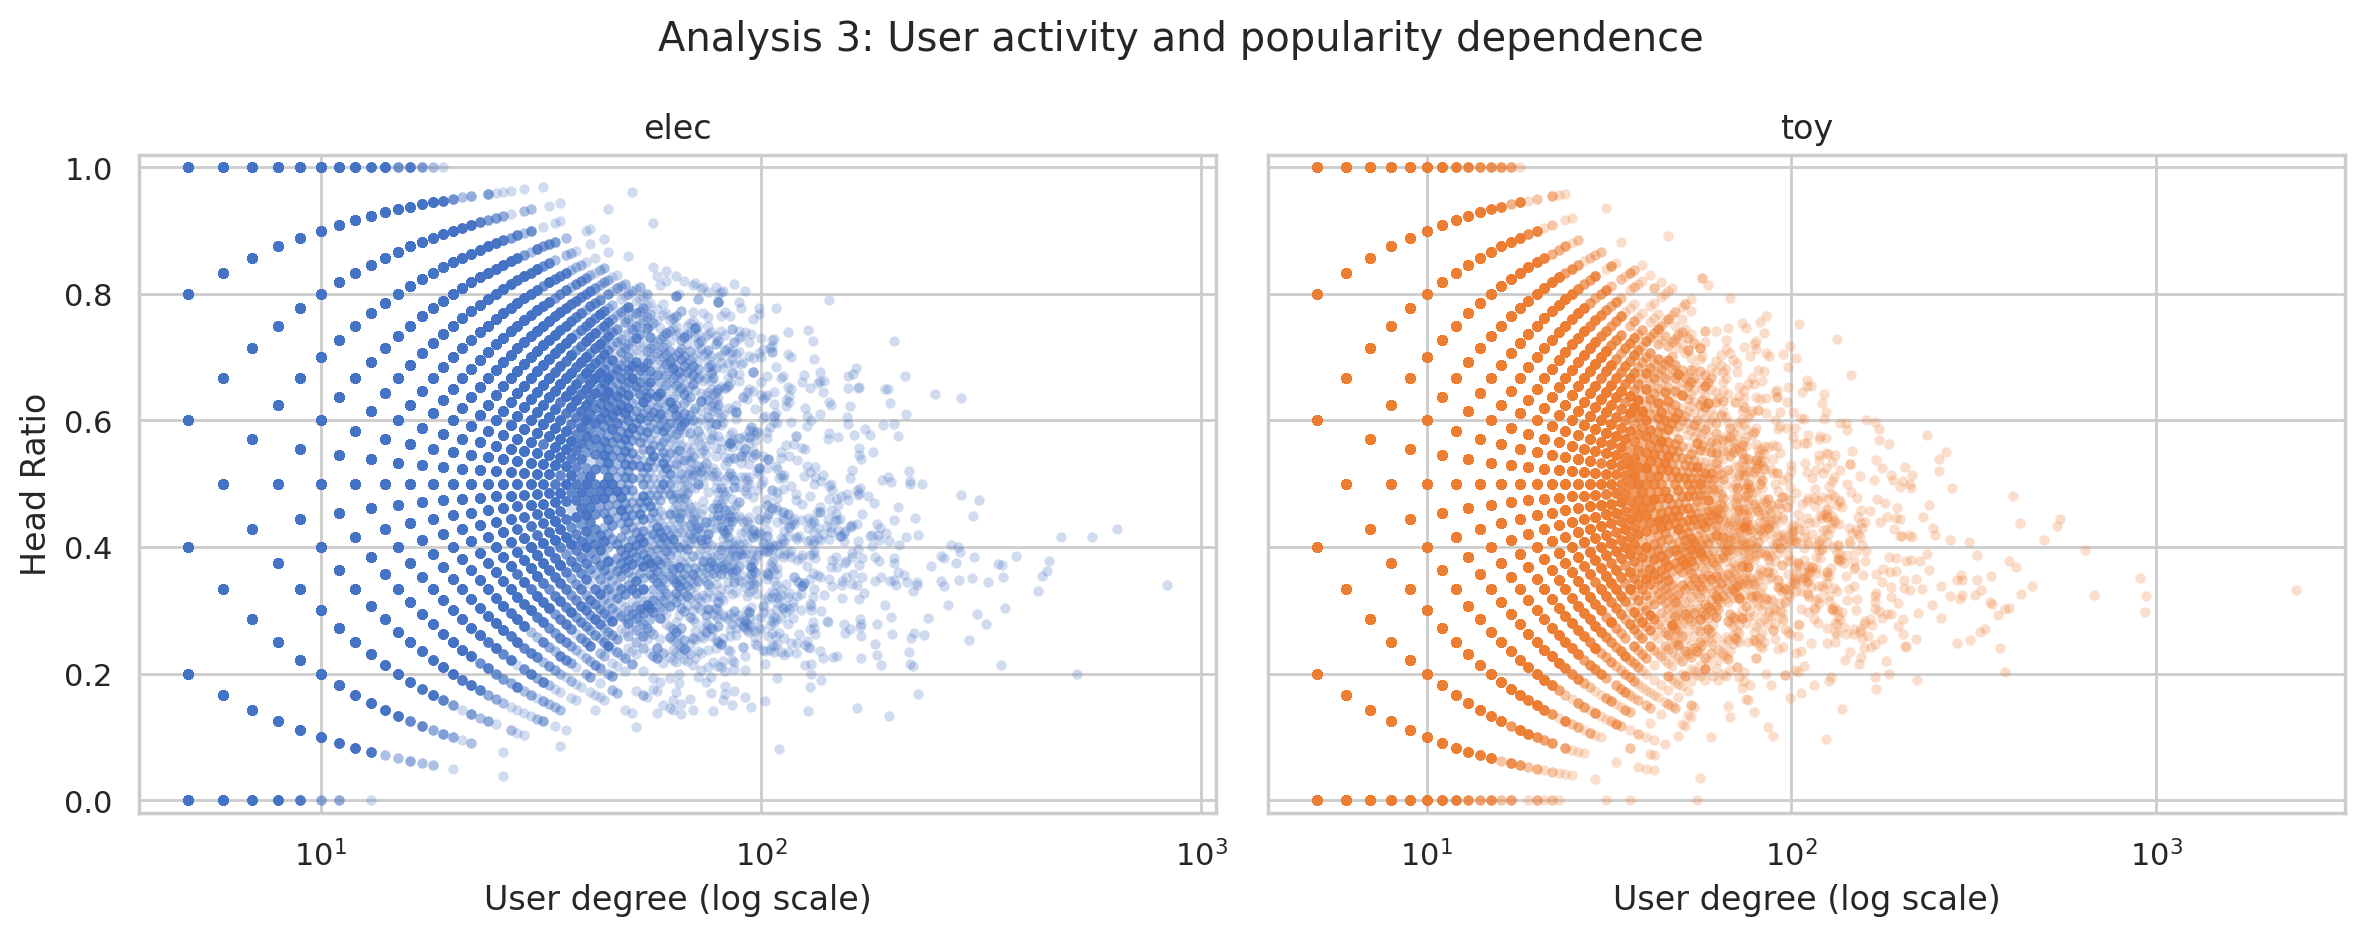 Analysis 3: User activity and popularity dependence
elec
toy
Head Ratio
1.0
0.8
0.6
0.4
0.2
0.0
10¹
10²
10³
10¹
10²
10³
User degree (log scale)
User degree (log scale)